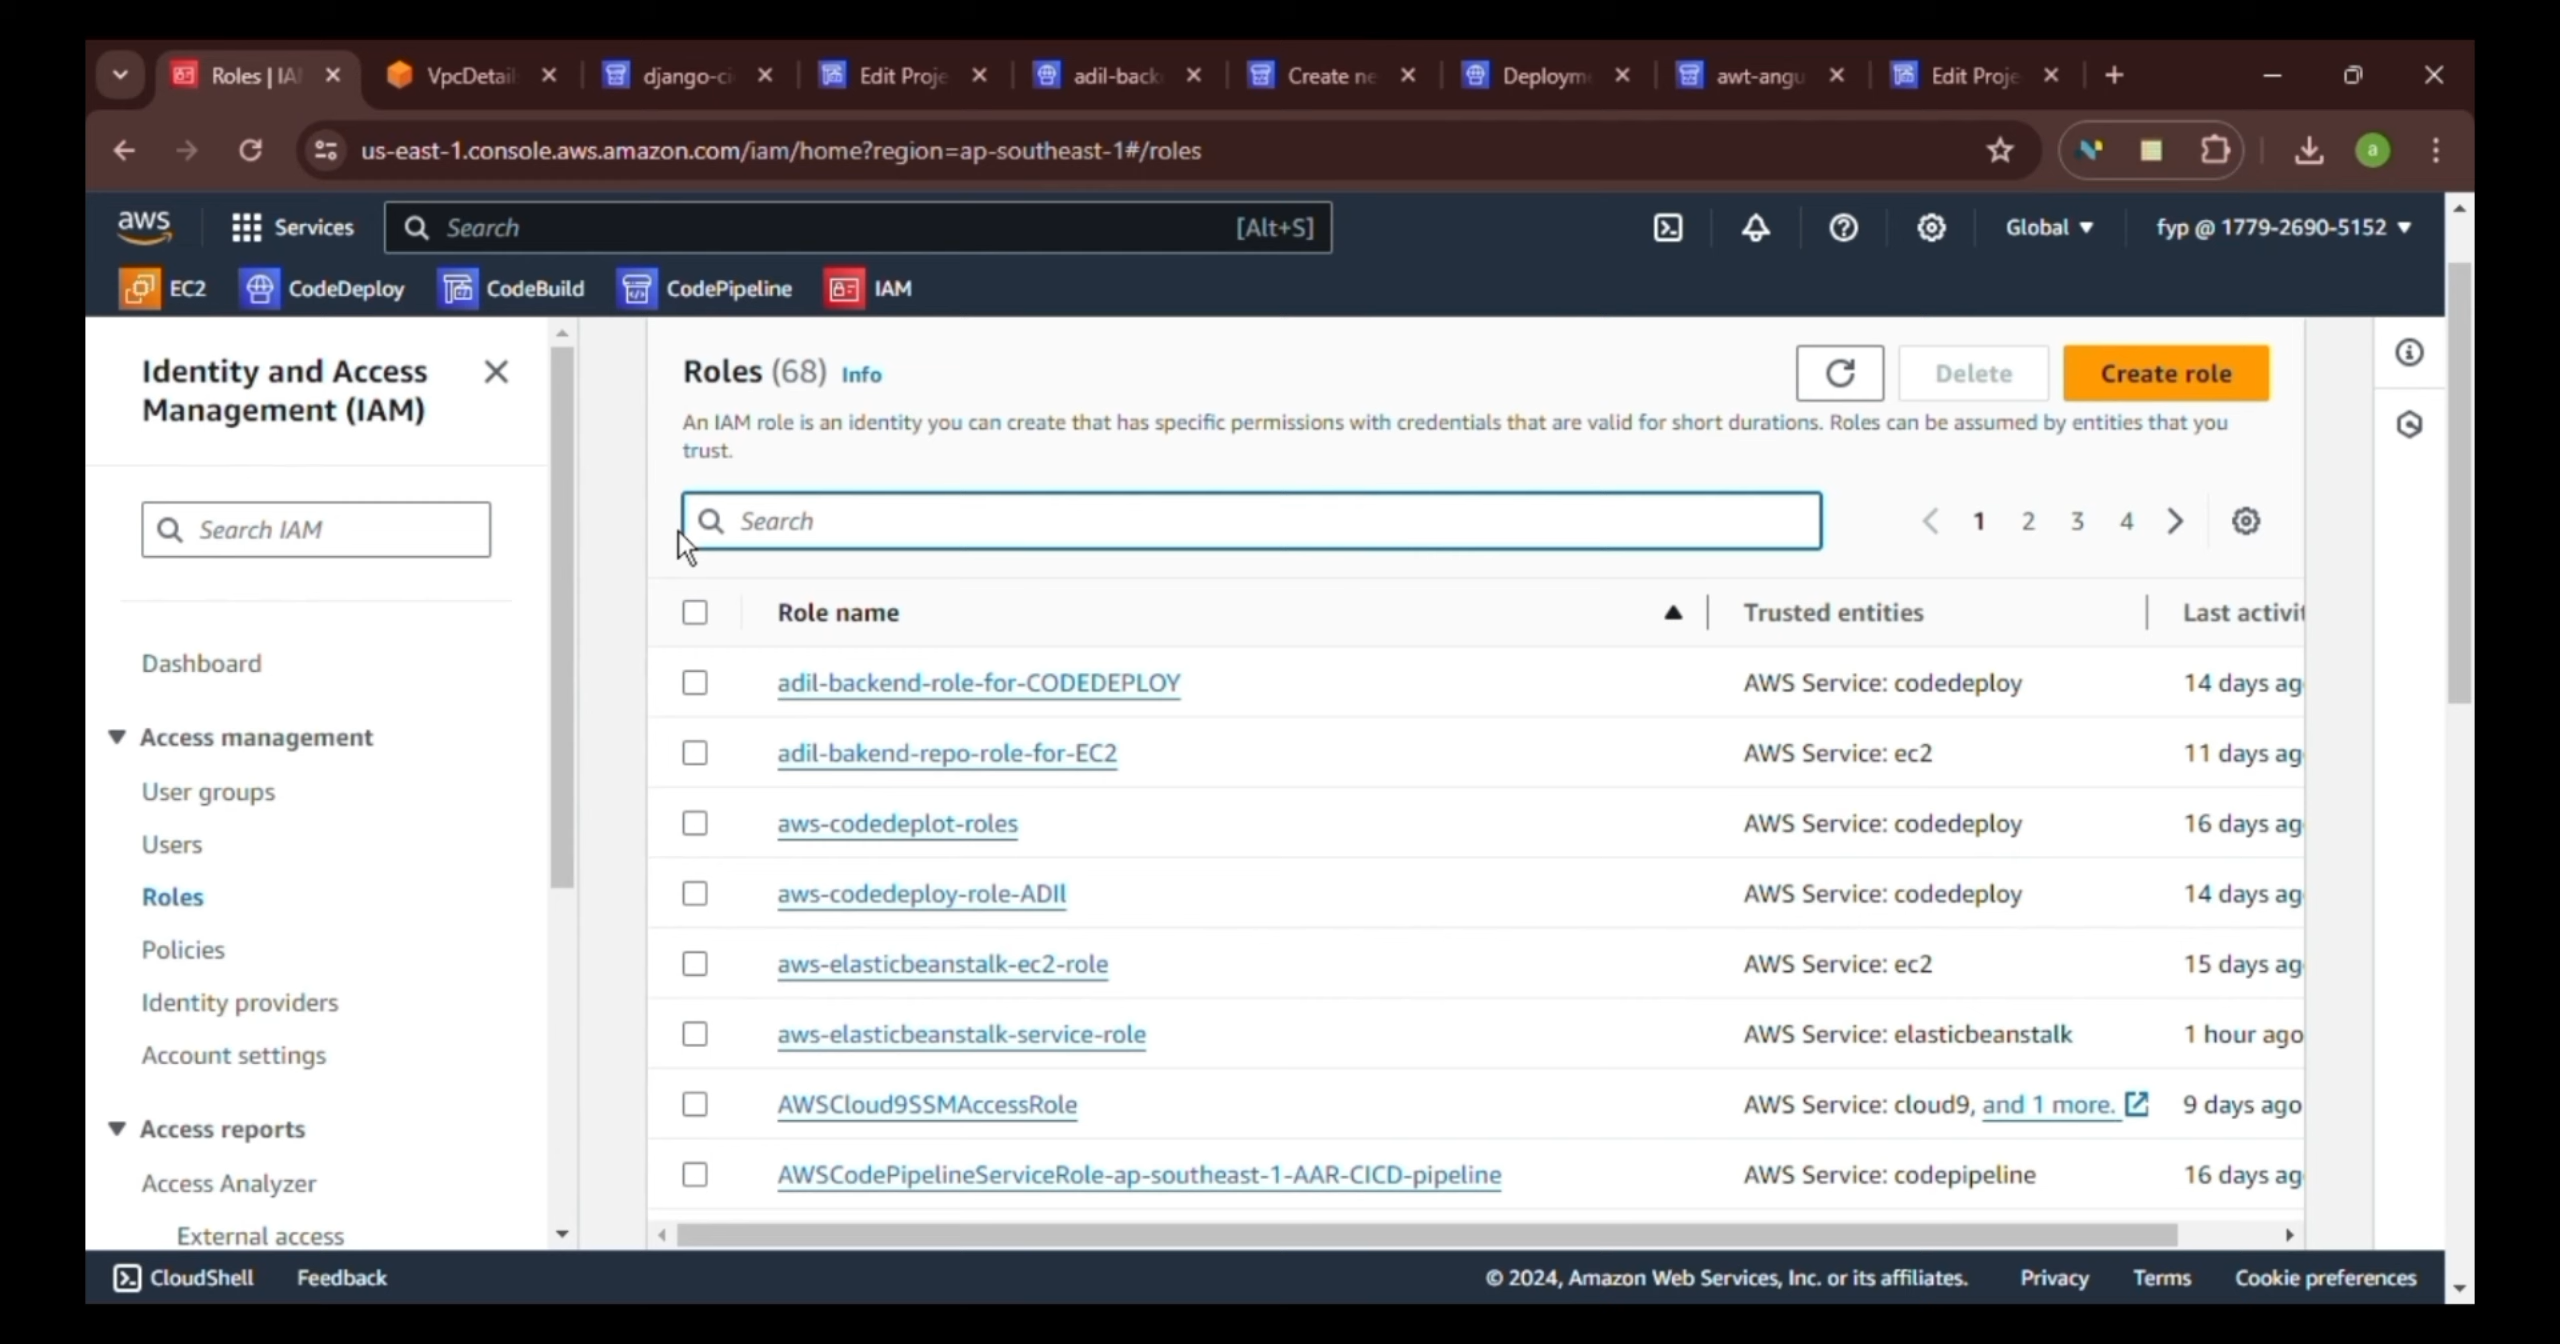 Roles | IA
VpcDetail
django-ci
Edit Proje
adil-back
Create ne
Deploym
awt-angu
Edit Proje
us-east-1.console.aws.amazon.com/iam/home?region=ap-southeast-1#/roles
a
aws
Services
Search
[Alt+S]
Global
fyp @ 1779-2690-5152
EC2
CodeDeploy
CodeBuild
CodePipeline
IAM
Identity and Access
Management (IAM)
Search IAM
Dashboard
Access management
User groups
Users
Roles
Policies
Identity providers
Account settings
Access reports
Access Analyzer
External access
Roles (68) Info
Delete
Create role
An IAM role is an identity you can create that has specific permissions with credentials that are valid for short durations. Roles can be assumed by entities that you
trust.
Search
1 2 3 4
Role name Trusted entities Last activit
adil-backend-role-for-CODEDEPLOY AWS Service: codedeploy 14 days ag
adil-bakend-repo-role-for-EC2 AWS Service: ec2 11 days ag
aws-codedeplot-roles AWS Service: codedeploy 16 days ag
aws-codedeploy-role-ADIl AWS Service: codedeploy 14 days ag
aws-elasticbeanstalk-ec2-role AWS Service: ec2 15 days ag
aws-elasticbeanstalk-service-role AWS Service: elasticbeanstalk 1 hour ago
AWSCloud9SSMAccessRole AWS Service: cloud9, and 1 more. 9 days ago
AWSCodePipelineServiceRole-ap-southeast-1-AAR-CICD-pipeline AWS Service: codepipeline 16 days ag
CloudShell Feedback © 2024, Amazon Web Services, Inc. or its affiliates. Privacy Terms Cookie preferences